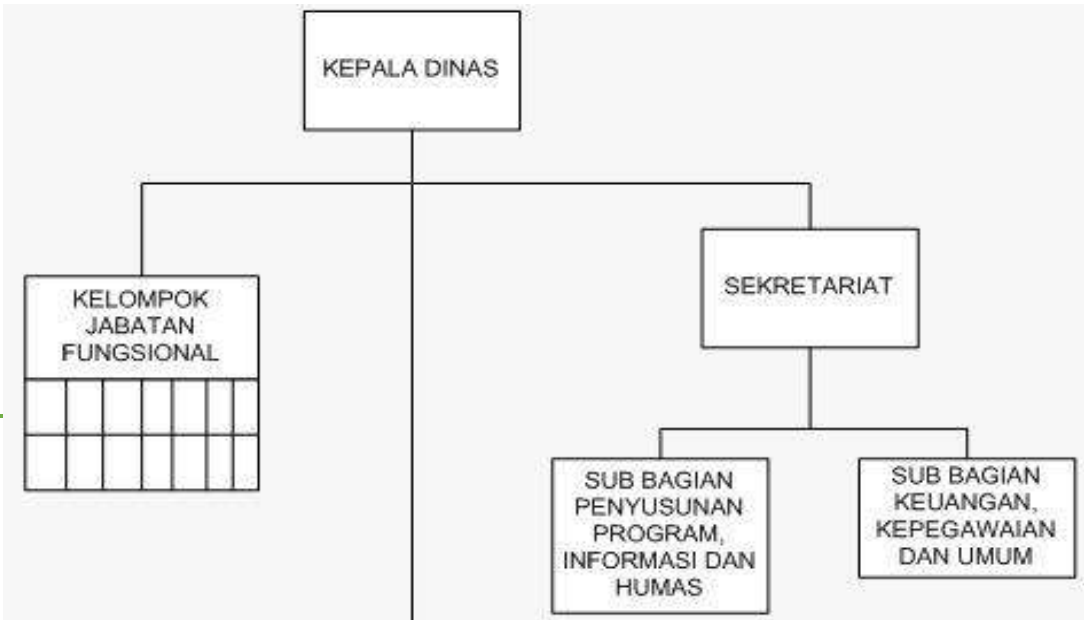 KEPALA DINAS
KELOMPOK
JABATAN
FUNGSIONAL
SEKRETARIAT
SUB BAGIAN
PENYUSUNAN
PROGRAM,
INFORMASI DAN
HUMAS
SUB BAGIAN
KEUANGAN,
KEPEGAWAIAN
DAN UMUM